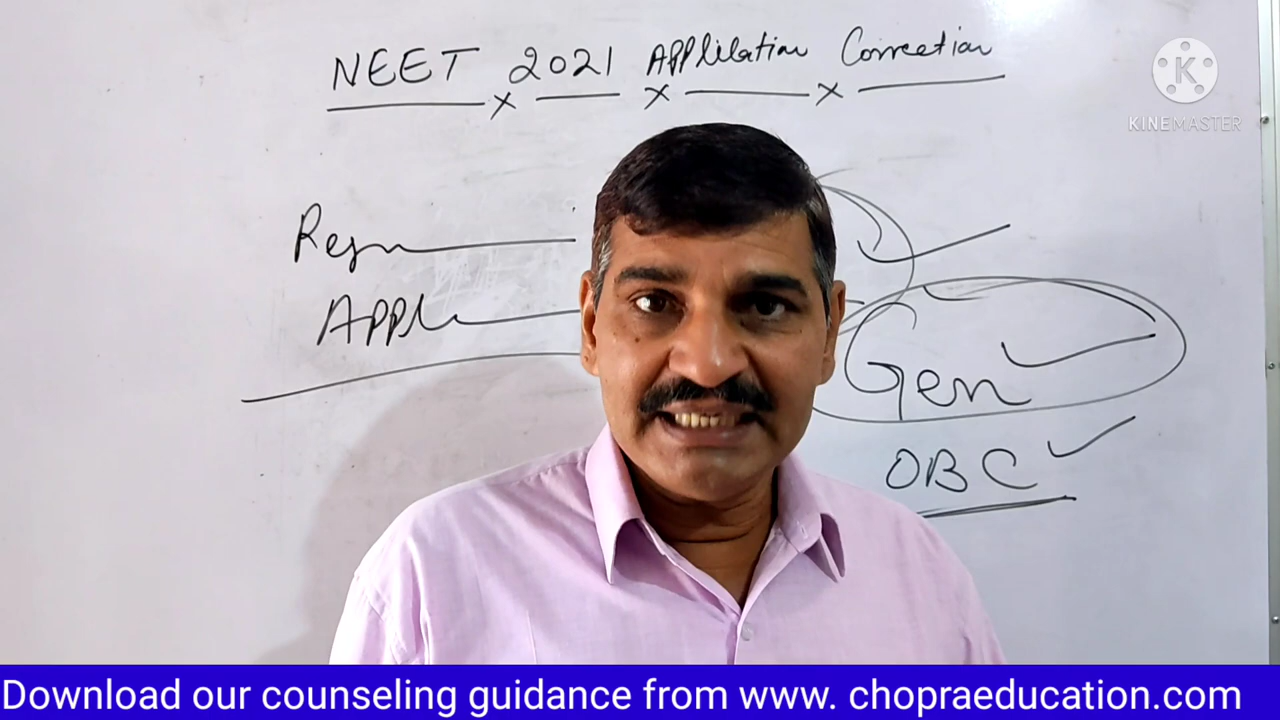 NEET 2021 Application Correction
KINEMASTER
Regn
Appl
Gen
OBC
Download our counseling guidance from www. chopraeducation.com